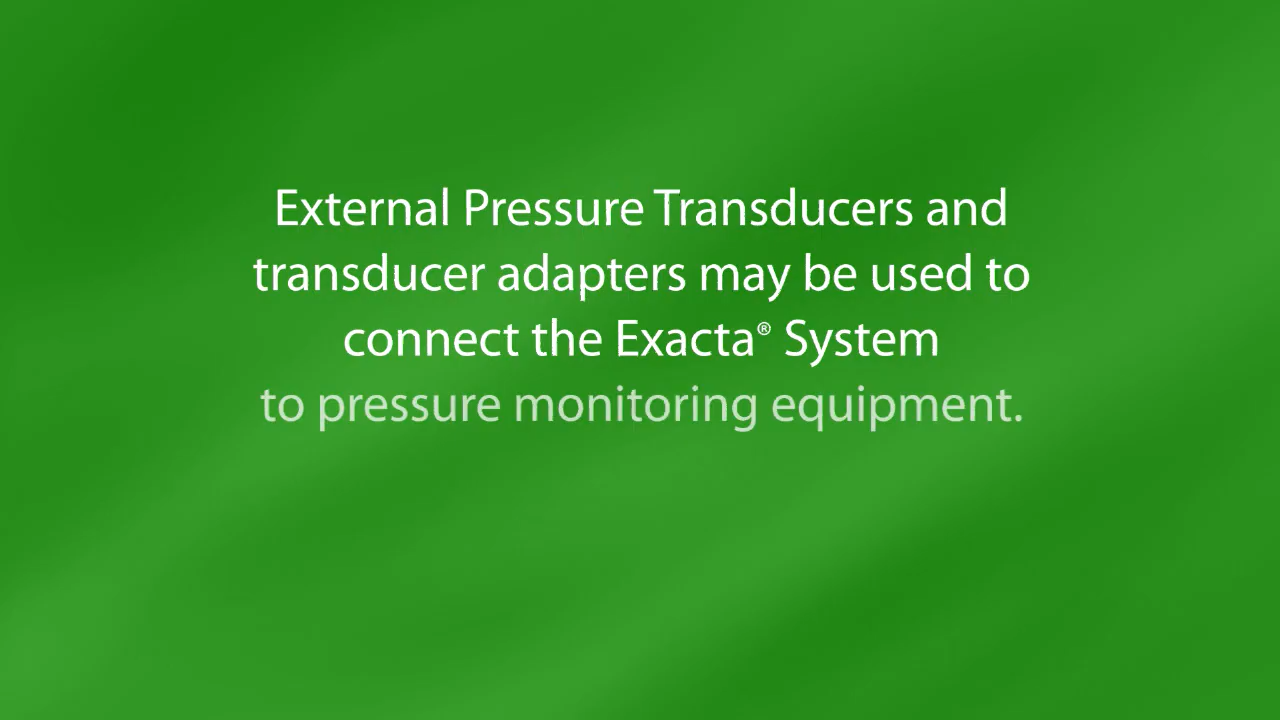 External Pressure Transducers and
transducer adapters may be used to
connect the Exacta® System
to pressure monitoring equipment.